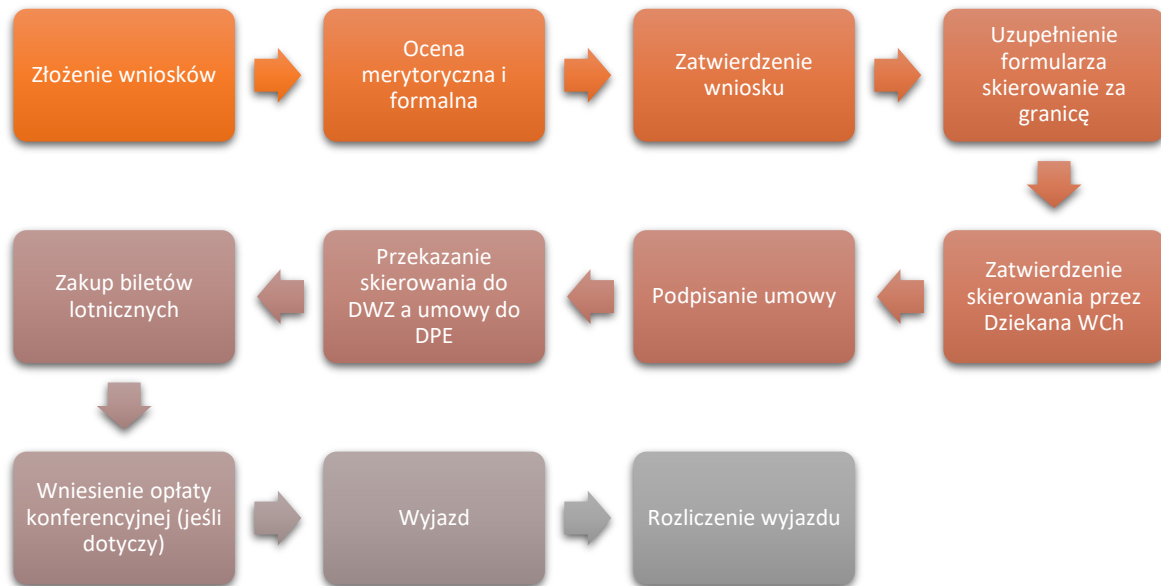 Złożenie wniosków
Ocena
merytoryczna i
formalna
Zatwierdzenie
wniosku
Uzupełnienie
formularza
skierowanie za
granicę
Zatwierdzenie
skierowania przez
Dziekana WCh
Podpisanie umowy
Przekazanie
skierowania do
DWZ a umowy do
DPE
Zakup biletów
lotniczych
Wniesienie opłaty
konferencyjnej (jeśli
dotyczy)
Wyjazd
Rozliczenie wyjazdu